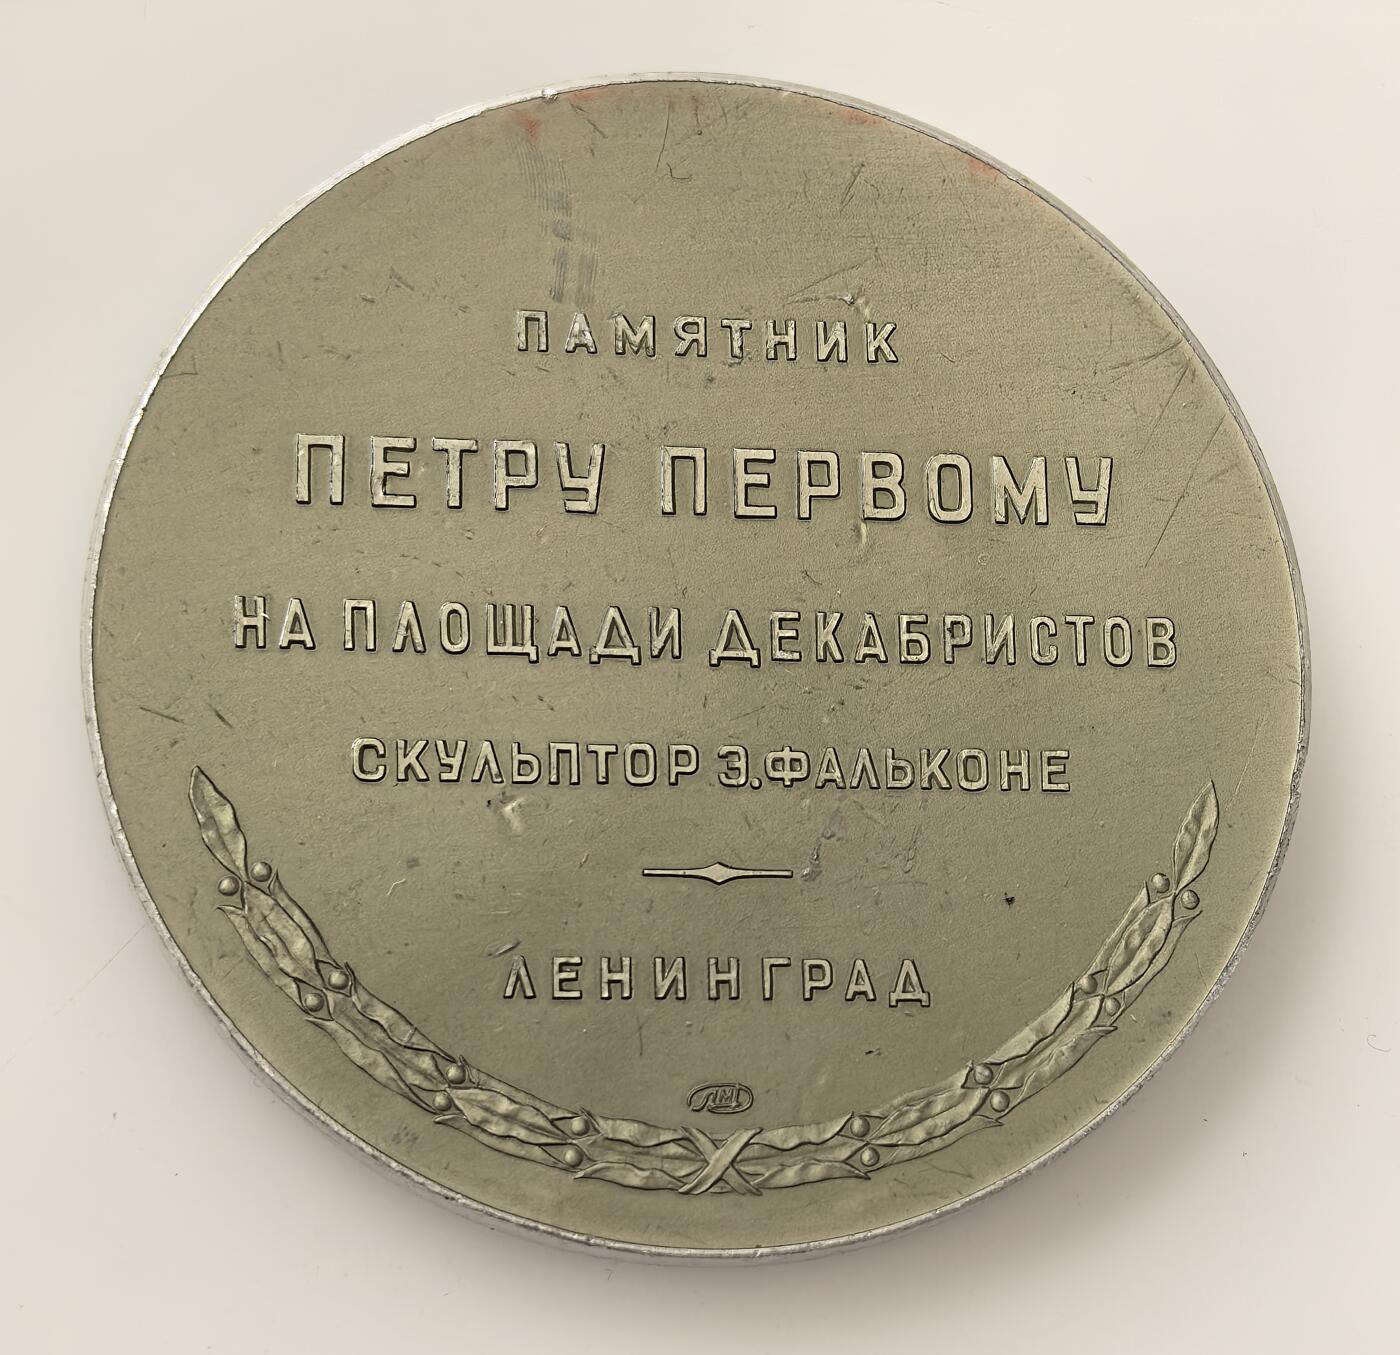 ПАМЯТНИК
ПЕТРУ ПЕРВОМУ
НА ПЛОЩАДИ ДЕКАБРИСТОВ
СКУЛЬПТОР Э.ФАЛЬКОНЕ
ЛЕНИНГРАД
ЛМД